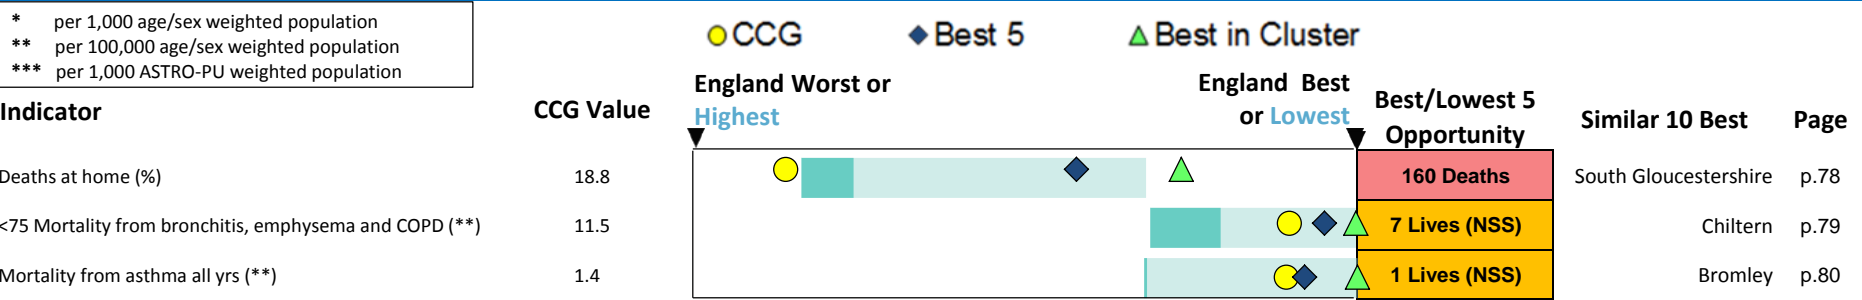 * per 1,000 age/sex weighted population
** per 100,000 age/sex weighted population
*** per 1,000 ASTRO-PU weighted population
CCG Best 5 Best in Cluster
Indicator
CCG Value
England Worst or
Highest
England Best
or Lowest
Best/Lowest 5
Opportunity
Similar 10 Best
Page
Deaths at home (%) 18.8 160 Deaths South Gloucestershire p.78
<75 Mortality from bronchitis, emphysema and COPD (**) 11.5 7 Lives (NSS) Chiltern p.79
Mortality from asthma all yrs (**) 1.4 1 Lives (NSS) Bromley p.80